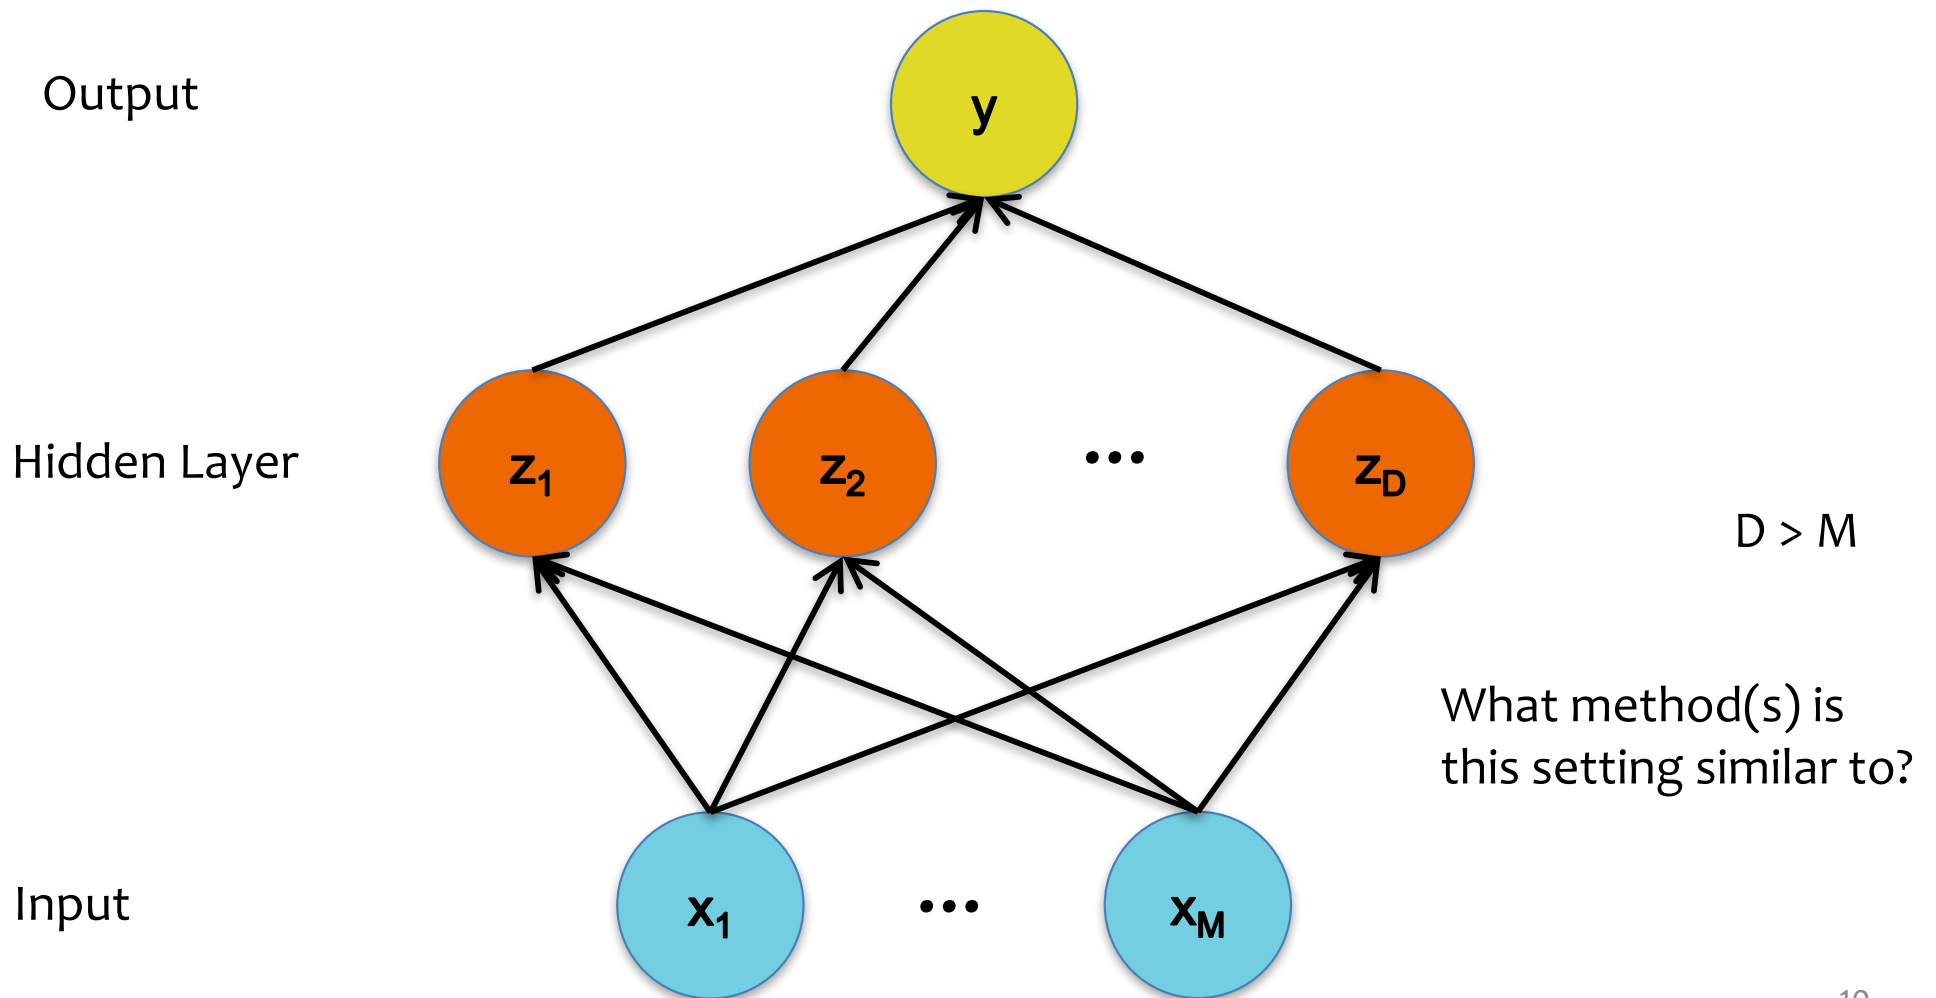 Output
y
Hidden Layer
z1
z2
...
zD
D > M
What method(s) is
this setting similar to?
Input
x1
...
xM